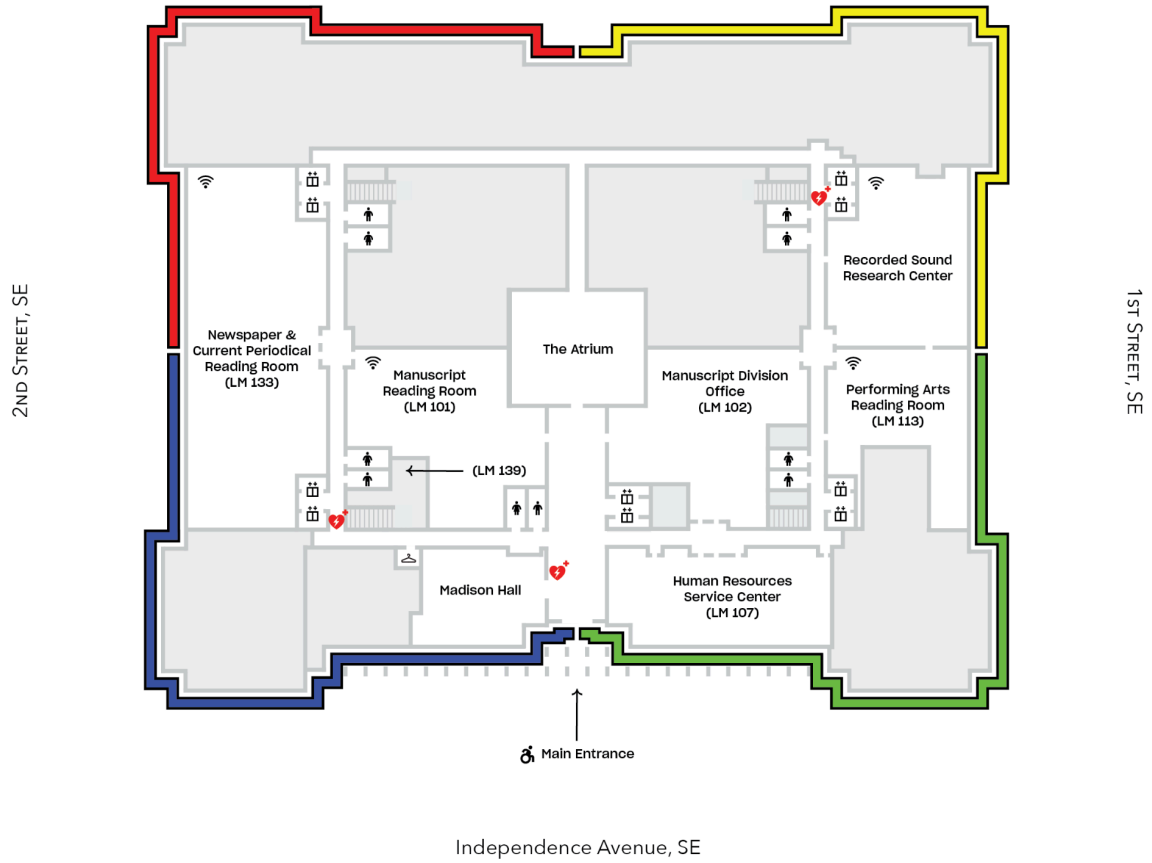 Recorded Sound
Research Center
2ND STREET, SE
1ST STREET, SE
Newspaper &
Current Periodical
Reading Room
(LM 133)
The Atrium
Manuscript
Reading Room
(LM 101)
Manuscript Division
Office
(LM 102)
Performing Arts
Reading Room
(LM 113)
(LM 139)
Madison Hall
Human Resources
Service Center
(LM 107)
Main Entrance
Independence Avenue, SE